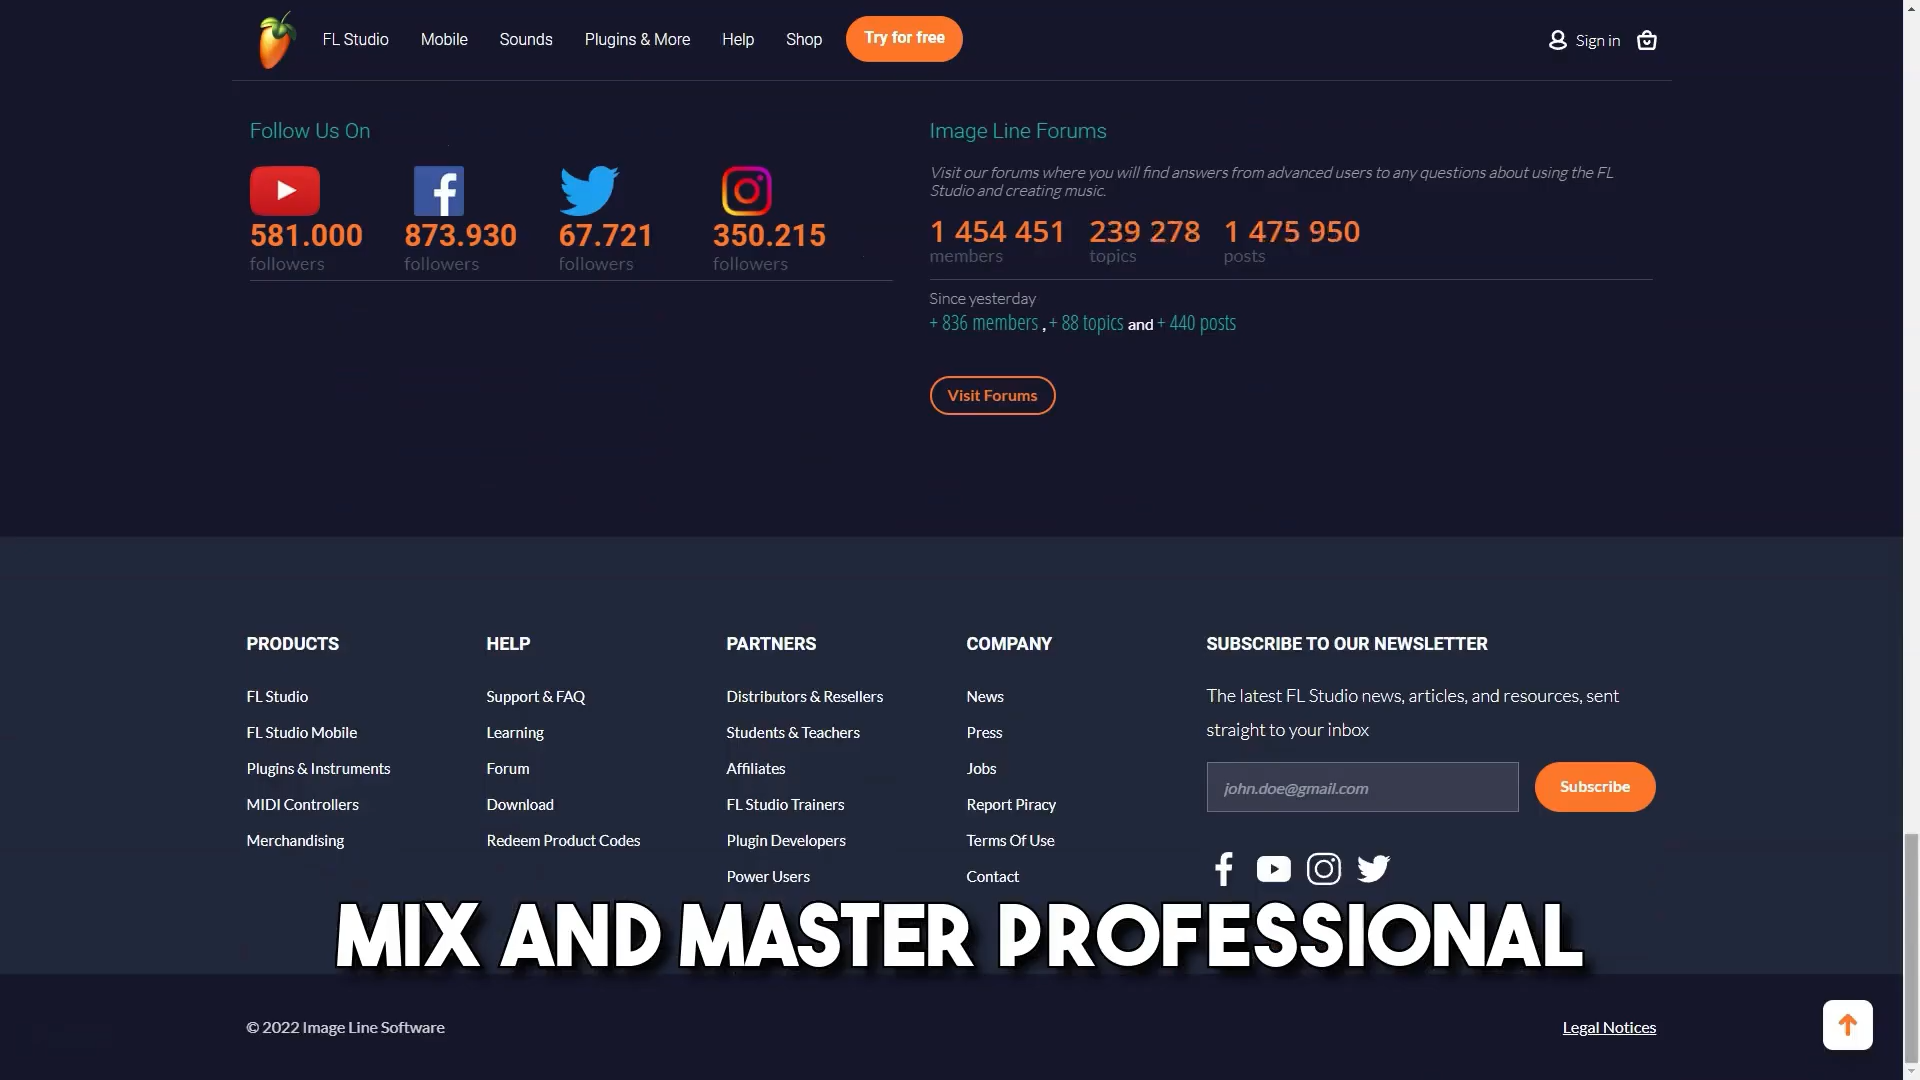 FL Studio Mobile Sounds Plugins & More Help Shop Try for free Sign in
Follow Us On
581.000 873.930 67.721 350.215
followers followers followers followers
Image Line Forums
Visit our forums where you will find answers from advanced users to any questions about using the FL
Studio and creating music.
1 454 451 239 278 1 475 950
members topics posts
Since yesterday
+ 836 members , + 88 topics and + 440 posts
Visit Forums
PRODUCTS
FL Studio
FL Studio Mobile
Plugins & Instruments
MIDI Controllers
Merchandising
HELP
Support & FAQ
Learning
Forum
Download
Redeem Product Codes
PARTNERS
Distributors & Resellers
Students & Teachers
Affiliates
FL Studio Trainers
Plugin Developers
Power Users
COMPANY
News
Press
Jobs
Report Piracy
Terms Of Use
Contact
SUBSCRIBE TO OUR NEWSLETTER
The latest FL Studio news, articles, and resources, sent
straight to your inbox
john.doe@gmail.com Subscribe
MIX AND MASTER PROFESSIONAL
© 2022 Image Line Software Legal Notices